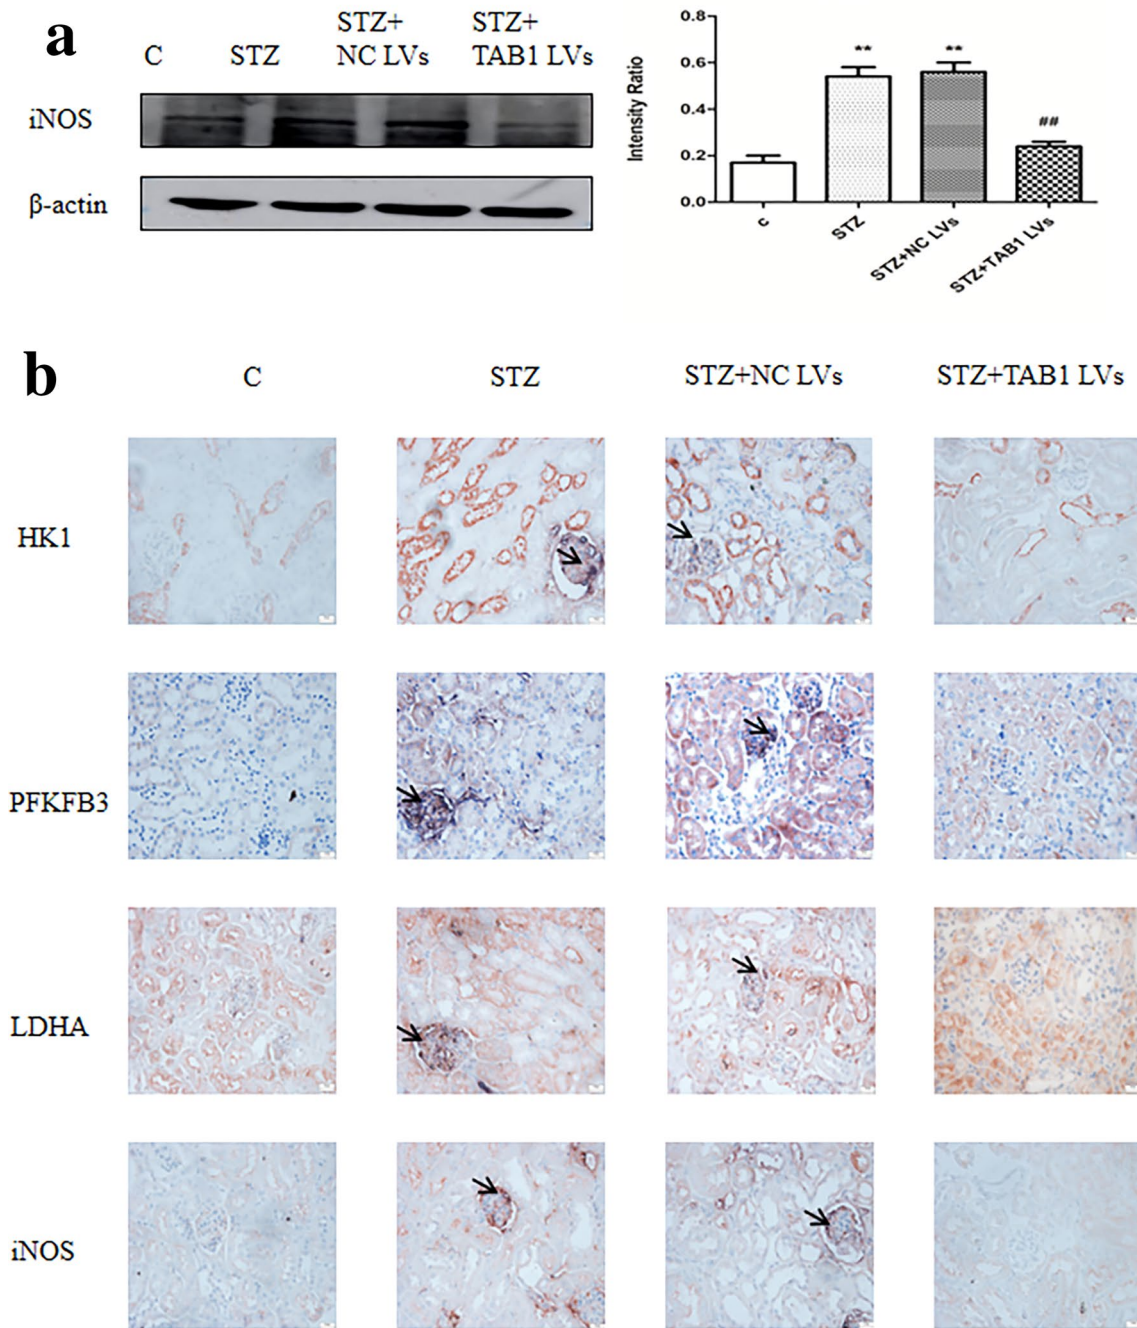 a
C
STZ
STZ+
NC LVs
STZ+
TAB1 LVs
iNOS
β-actin
Intensity Ratio
0.8
0.6
0.4
0.2
0.0
**
**
##
c
STZ
STZ+NC LVs
STZ+TAB1 LVs
b
C
STZ
STZ+NC LVs
STZ+TAB1 LVs
HK1
PFKFB3
LDHA
iNOS